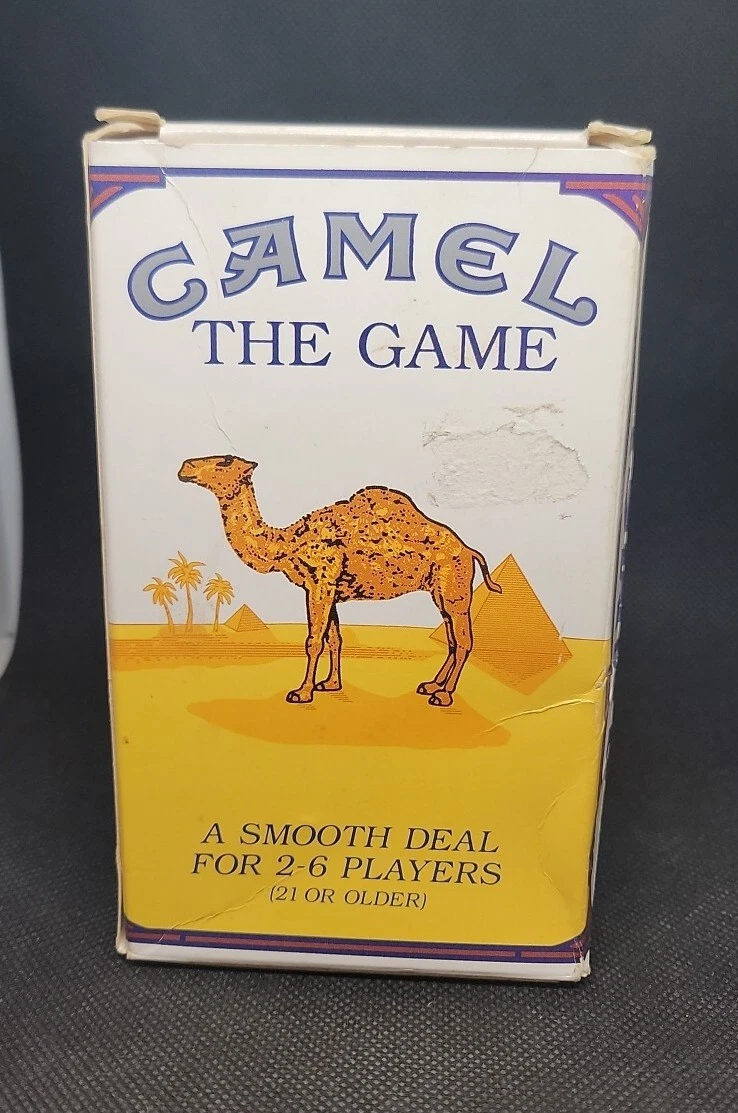 CAMEL
THE GAME
A SMOOTH DEAL
FOR 2-6 PLAYERS
(21 OR OLDER)